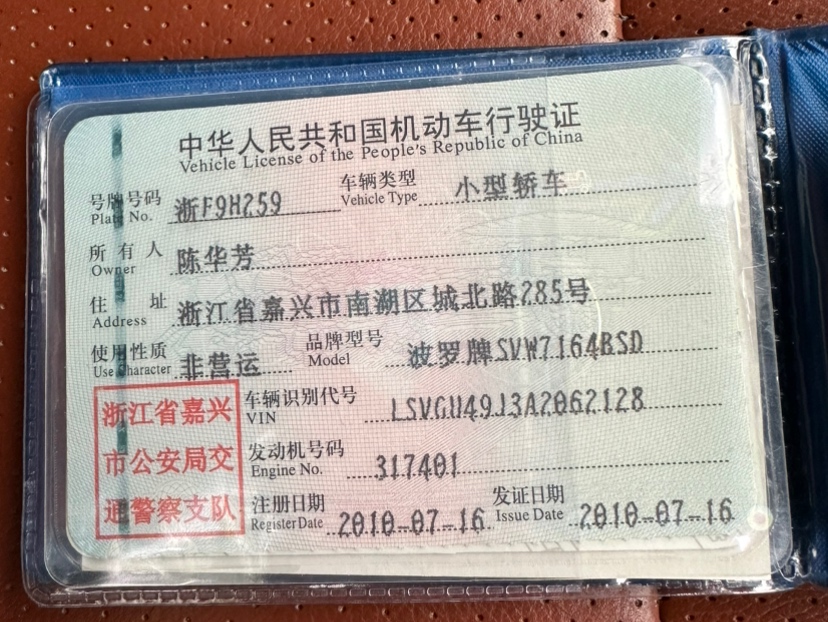 中华人民共和国机动车行驶证
Vehicle License of the People's Republic of China
号牌号码 浙F9H259 车辆类型 小型轿车
Plate No. Vehicle Type
所有人 陈华芳
Owner
住址 浙江省嘉兴市南湖区城北路285号
Address
使用性质 非营运 品牌型号 波罗牌SVW7164BSD
Use Character Model
浙江省嘉兴
市公安局交
通警察支队
车辆识别代号 LSVGU49J3A2062128
VIN
发动机号码 317401
Engine No.
注册日期 2010-07-16 发证日期 2010-07-16
Register Date Issue Date